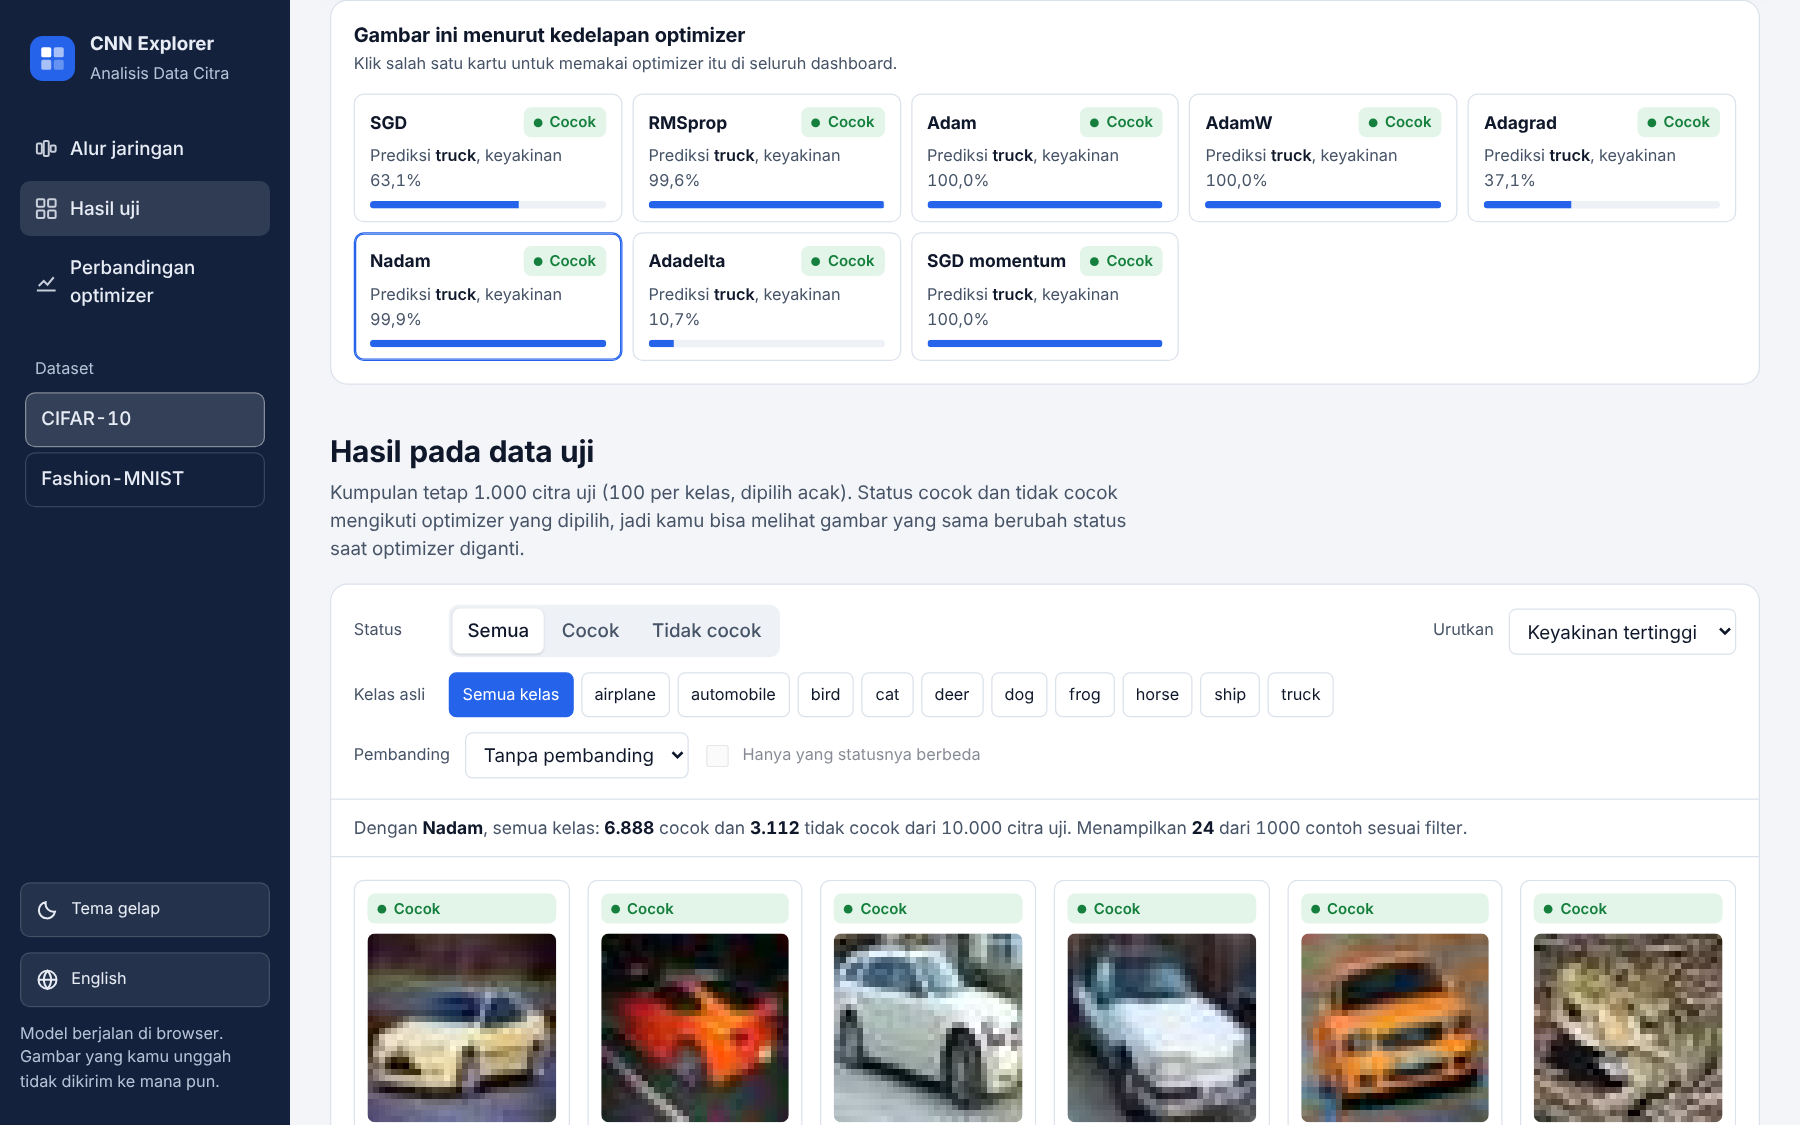 CNN Explorer
Analisis Data Citra
Alur jaringan
Hasil uji
Perbandingan
optimizer
Dataset
CIFAR-10
Fashion-MNIST
Tema gelap
English
Model berjalan di browser.
Gambar yang kamu unggah
tidak dikirim ke mana pun.
Gambar ini menurut kedelapan optimizer
Klik salah satu kartu untuk memakai optimizer itu di seluruh dashboard.
SGD Cocok
Prediksi truck, keyakinan
63,1%
RMSprop Cocok
Prediksi truck, keyakinan
99,6%
Adam Cocok
Prediksi truck, keyakinan
100,0%
AdamW Cocok
Prediksi truck, keyakinan
100,0%
Adagrad Cocok
Prediksi truck, keyakinan
37,1%
Nadam Cocok
Prediksi truck, keyakinan
99,9%
Adadelta Cocok
Prediksi truck, keyakinan
10,7%
SGD momentum Cocok
Prediksi truck, keyakinan
100,0%
Hasil pada data uji
Kumpulan tetap 1.000 citra uji (100 per kelas, dipilih acak). Status cocok dan tidak cocok
mengikuti optimizer yang dipilih, jadi kamu bisa melihat gambar yang sama berubah status
saat optimizer diganti.
Status Semua Cocok Tidak cocok Urutkan Keyakinan tertinggi
Kelas asli Semua kelas airplane automobile bird cat deer dog frog horse ship truck
Pembanding Tanpa pembanding Hanya yang statusnya berbeda
Dengan Nadam, semua kelas: 6.888 cocok dan 3.112 tidak cocok dari 10.000 citra uji. Menampilkan 24 dari 1000 contoh sesuai filter.
Cocok Cocok Cocok Cocok Cocok Cocok